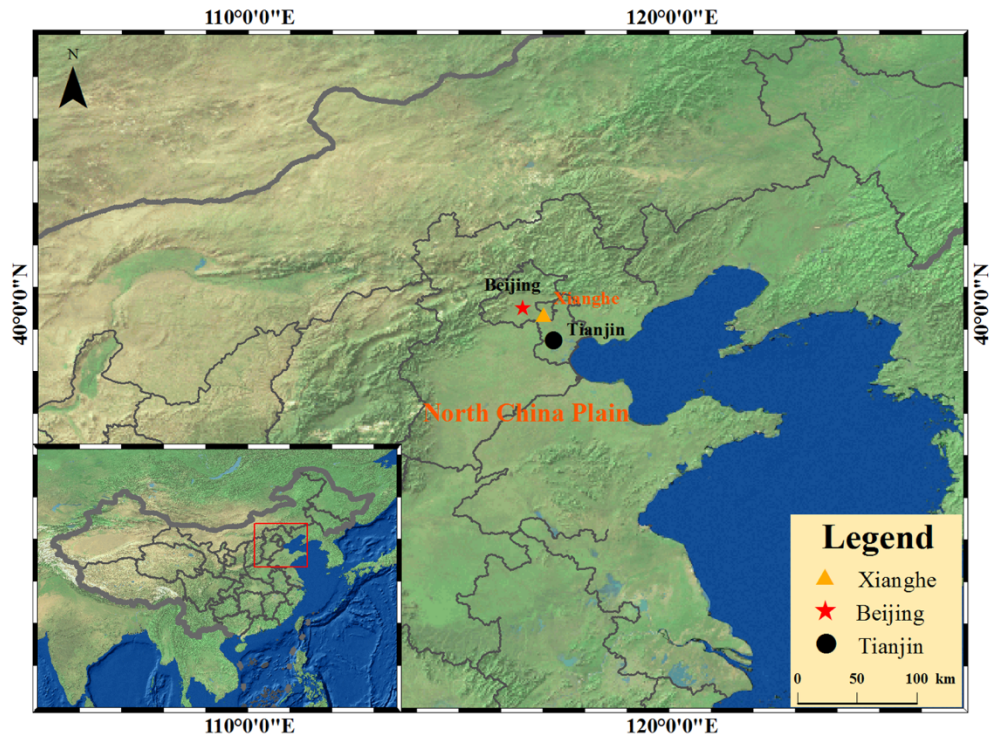 110°0'0"E 120°0'0"E
N
40°0'0"N
40°0'0"N
Beijing
Xianghe
Tianjin
North China Plain
Legend
Xianghe
Beijing
Tianjin
0 50 100 km
110°0'0"E 120°0'0"E